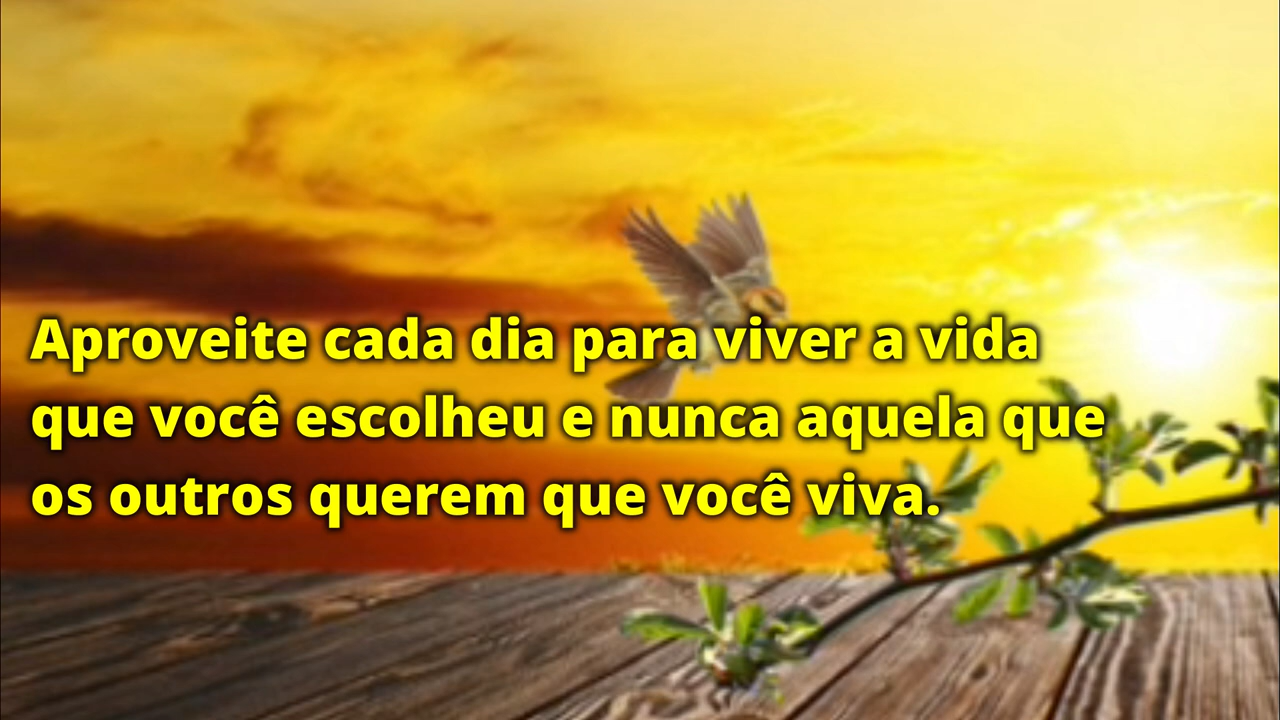 Aproveite cada dia para viver a vida
que você escolheu e nunca aquela que
os outros querem que você viva.